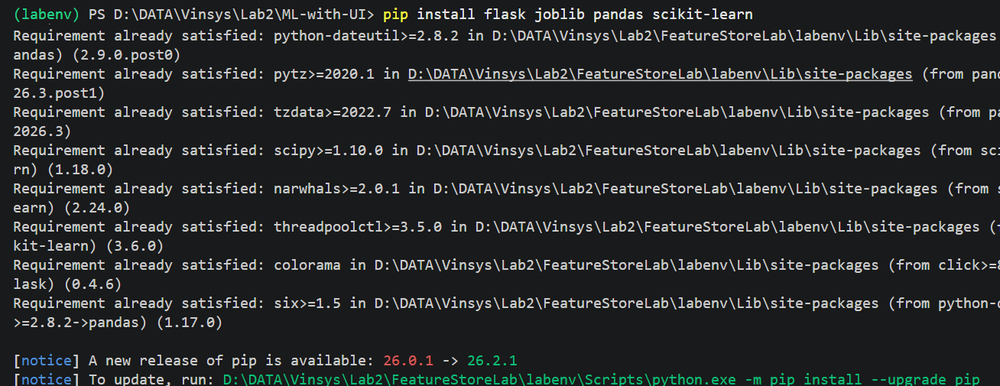 (labenv) PS D:\DATA\Vinsys\Lab2\ML-with-UI> pip install flask joblib pandas scikit-learn
Requirement already satisfied: python-dateutil>=2.8.2 in D:\DATA\Vinsys\Lab2\FeatureStoreLab\labenv\Lib\site-packages
andas) (2.9.0.post0)
Requirement already satisfied: pytz>=2020.1 in D:\DATA\Vinsys\Lab2\FeatureStoreLab\labenv\Lib\site-packages (from pan
26.3.post1)
Requirement already satisfied: tzdata>=2022.7 in D:\DATA\Vinsys\Lab2\FeatureStoreLab\labenv\Lib\site-packages (from pa
2026.3)
Requirement already satisfied: scipy>=1.10.0 in D:\DATA\Vinsys\Lab2\FeatureStoreLab\labenv\Lib\site-packages (from sci
rn) (1.18.0)
Requirement already satisfied: narwhals>=2.0.1 in D:\DATA\Vinsys\Lab2\FeatureStoreLab\labenv\Lib\site-packages (from s
earn) (2.24.0)
Requirement already satisfied: threadpoolctl>=3.5.0 in D:\DATA\Vinsys\Lab2\FeatureStoreLab\labenv\Lib\site-packages (
kit-learn) (3.6.0)
Requirement already satisfied: colorama in D:\DATA\Vinsys\Lab2\FeatureStoreLab\labenv\Lib\site-packages (from click>=8
lask) (0.4.6)
Requirement already satisfied: six>=1.5 in D:\DATA\Vinsys\Lab2\FeatureStoreLab\labenv\Lib\site-packages (from python-d
>=2.8.2->pandas) (1.17.0)
[notice] A new release of pip is available: 26.0.1 -> 26.2.1
[notice] To update, run: D:\DATA\Vinsys\Lab2\FeatureStoreLab\labenv\Scripts\python.exe -m pip install --upgrade pip